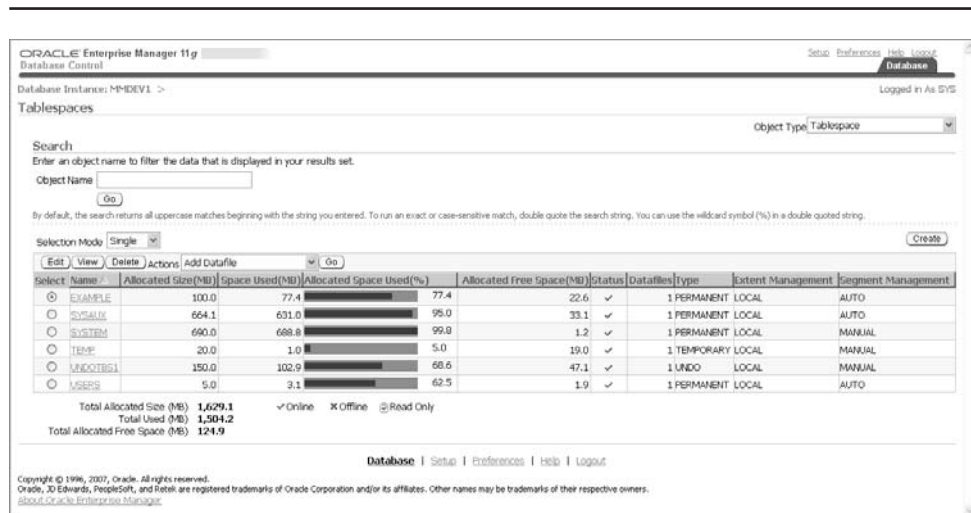 ORACLE Enterprise Manager 11g
Database Control
Setup Preferences Help Logout
Database
Database Instance: MMDEV1 >
Logged in As SYS
Tablespaces
Object Type Tablespace
Search
Enter an object name to filter the data that is displayed in your results set.
Object Name
Go
By default, the search returns all uppercase matches beginning with the string you entered. To run an exact or case-sensitive match, double quote the search string. You can use the wildcard symbol (%) in a double quoted string.
Selection Mode Single
Create
Edit View Delete Actions Add Datafile Go
Select Name Allocated Size(MB) Space Used(MB) Allocated Space Used(%) Allocated Free Space(MB) Status Datafiles Type Extent Management Segment Management
EXAMPLE 100.0 77.4 77.4 22.6 ✓ 1 PERMANENT LOCAL AUTO
SYSAUX 664.1 631.0 95.0 33.1 ✓ 1 PERMANENT LOCAL AUTO
SYSTEM 690.0 688.8 99.8 1.2 ✓ 1 PERMANENT LOCAL MANUAL
TEMP 20.0 1.0 5.0 19.0 ✓ 1 TEMPORARY LOCAL MANUAL
UNDOTBS1 150.0 102.9 68.6 47.1 ✓ 1 UNDO LOCAL MANUAL
USERS 5.0 3.1 62.5 1.9 ✓ 1 PERMANENT LOCAL AUTO
Total Allocated Size (MB) 1,629.1 ✓Online ✕Offline Read Only
Total Used (MB) 1,504.2
Total Allocated Free Space (MB) 124.9
Database | Setup | Preferences | Help | Logout
Copyright © 1996, 2007, Oracle. All rights reserved.
Oracle, JD Edwards, PeopleSoft, and Retek are registered trademarks of Oracle Corporation and/or its affiliates. Other names may be trademarks of their respective owners.
About Oracle Enterprise Manager